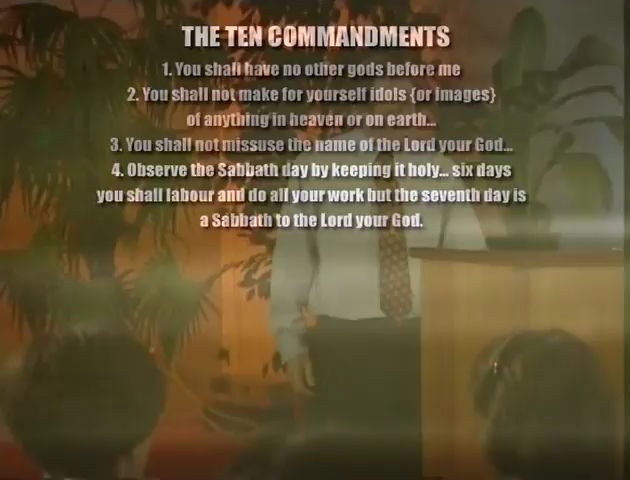 THE TEN COMMANDMENTS
1. You shall have no other gods before me
2. You shall not make for yourself idols {or images}
of anything in heaven or on earth...
3. You shall not missuse the name of the Lord your God...
4. Observe the Sabbath day by keeping it holy... six days
you shall labour and do all your work but the seventh day is
a Sabbath to the Lord your God.